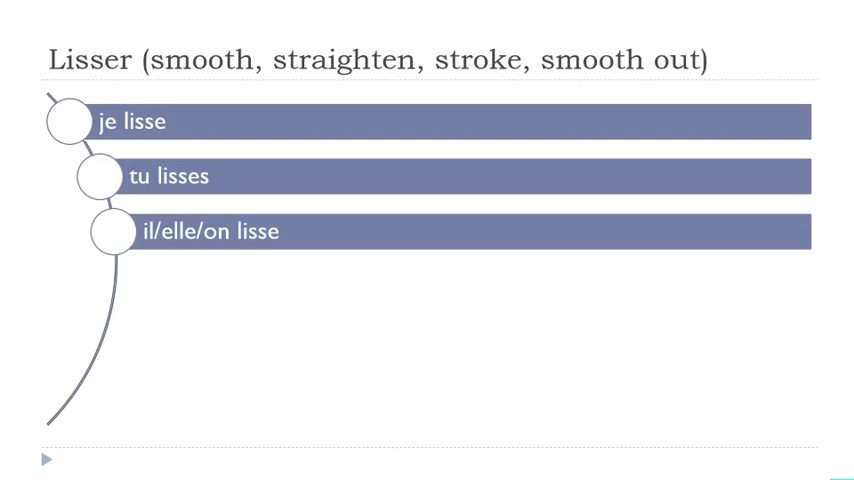 Lisser (smooth, straighten, stroke, smooth out)
je lisse
tu lisses
il/elle/on lisse